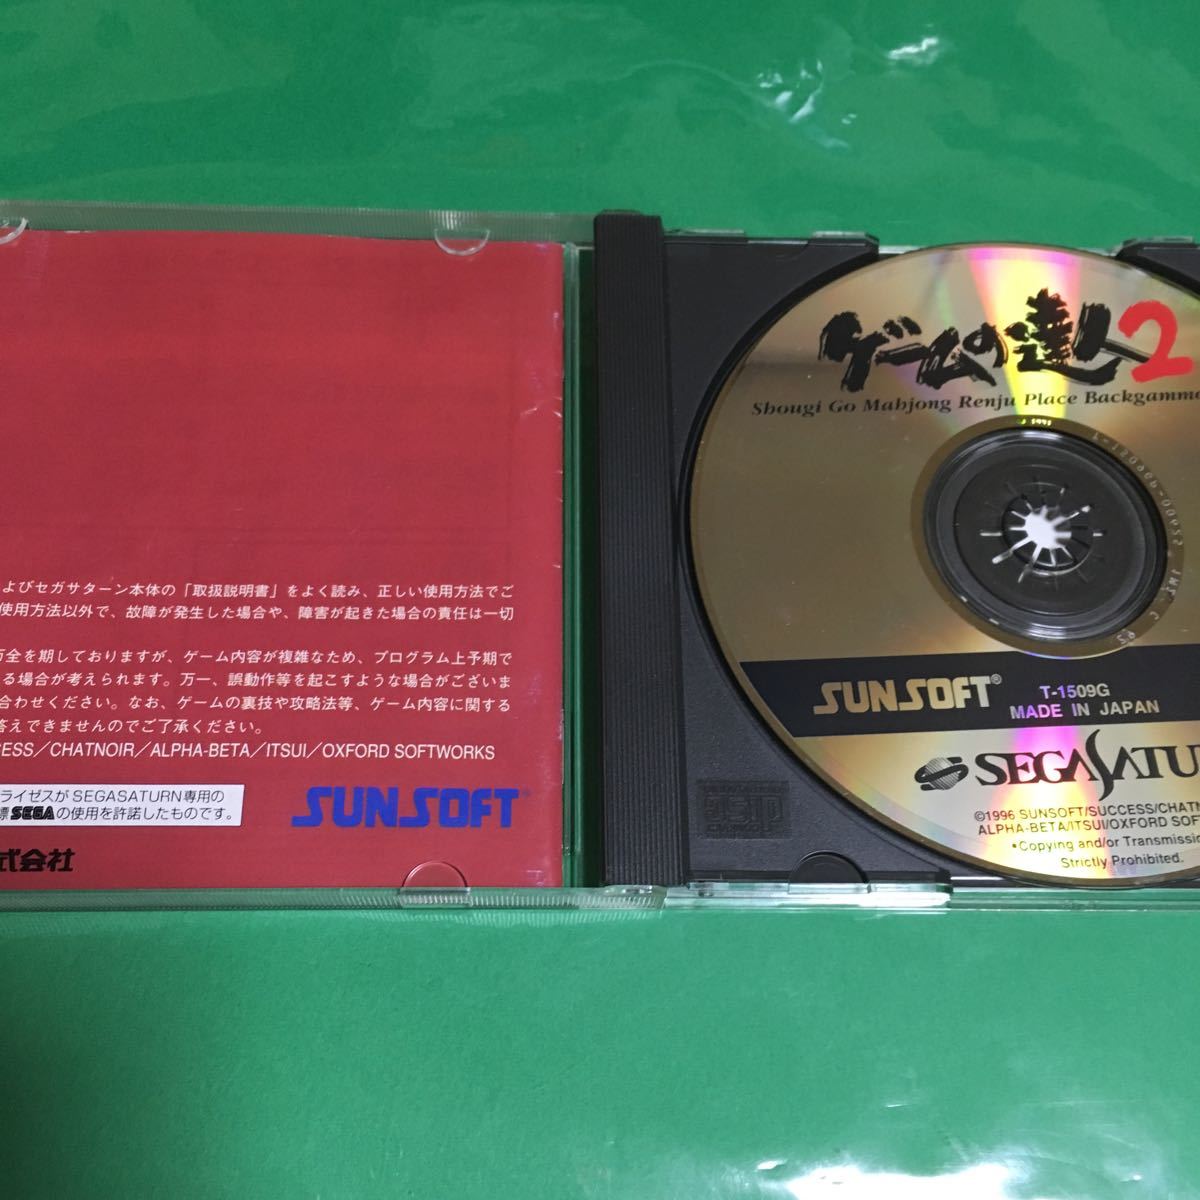 よびセガサターン本体の「取扱説明書」をよく読み、正しい使用方法でご
使用方法以外で、故障が発生した場合や、障害が起きた場合の責任は一切
万全を期しておりますが、ゲーム内容が複雑なため、プログラム上予期で
る場合が考えられます。万一、誤動作等を起こすような場合がございま
合わせください。なお、ゲームの裏技や攻略法等、ゲーム内容に関する
答えできませんのでご了承ください。
CESS／CHATNOIR／ALPHA-BETA／ITSUI／OXFORD SOFTWORKS
ライゼスがSEGASATURN専用の
標SEGAの使用を許諾したものです。
SUNSOFT®
式会社
ゲームの達人2
Shougi Go Mahjong Renju Place Backgammo
SUNSOFT®
T-1509G
MADE IN JAPAN
SEGASATU
©1996 SUNSOFT/SUCCESS/CHATN
ALPHA-BETA/ITSUI/OXFORD SOF
•Copying and/or Transmissio
Strictly Prohibited.